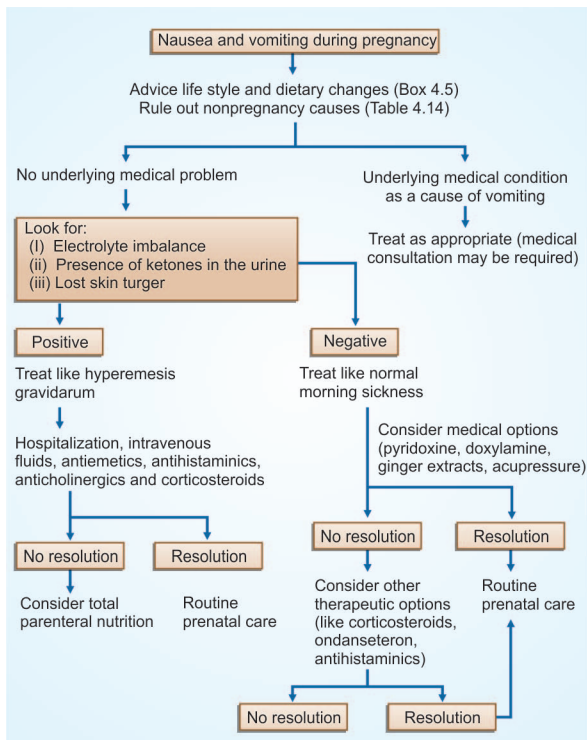 Nausea and vomiting during pregnancy
Advice life style and dietary changes (Box 4.5)
Rule out nonpregnancy causes (Table 4.14)
No underlying medical problem
Underlying medical condition
as a cause of vomiting
Treat as appropriate (medical
consultation may be required)
Look for:
(I) Electrolyte imbalance
(ii) Presence of ketones in the urine
(iii) Lost skin turger
Positive
Negative
Treat like hyperemesis
gravidarum
Treat like normal
morning sickness
Hospitalization, intravenous
fluids, antiemetics, antihistaminics,
anticholinergics and corticosteroids
Consider medical options
(pyridoxine, doxylamine,
ginger extracts, acupressure)
No resolution
Resolution
No resolution
Resolution
Consider total
parenteral nutrition
Routine
prenatal care
Consider other
therapeutic options
(like corticosteroids,
ondanseteron,
antihistaminics)
Routine
prenatal care
No resolution
Resolution